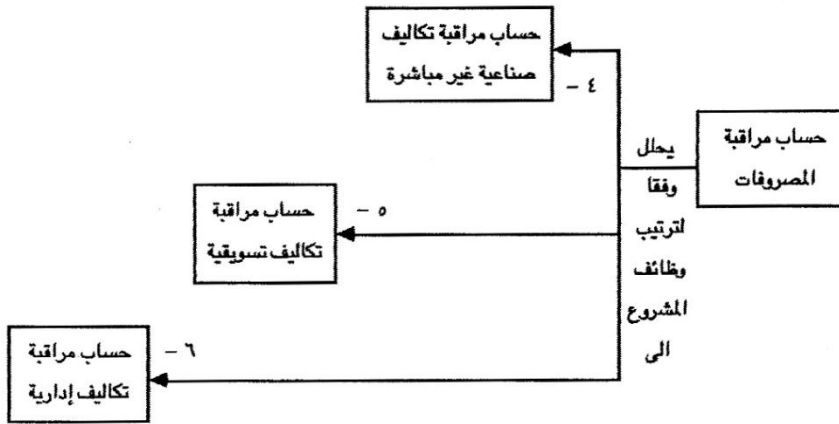 حساب مراقبة تكاليف
صناعية غير مباشرة
٤ -
حساب مراقبة
المصروفات
يحلل
وفقا
لترتيب
وظائف
المشروع
الى
حساب مراقبة
تكاليف تسويقية
٥ -
حساب مراقبة
تكاليف إدارية
٦ -